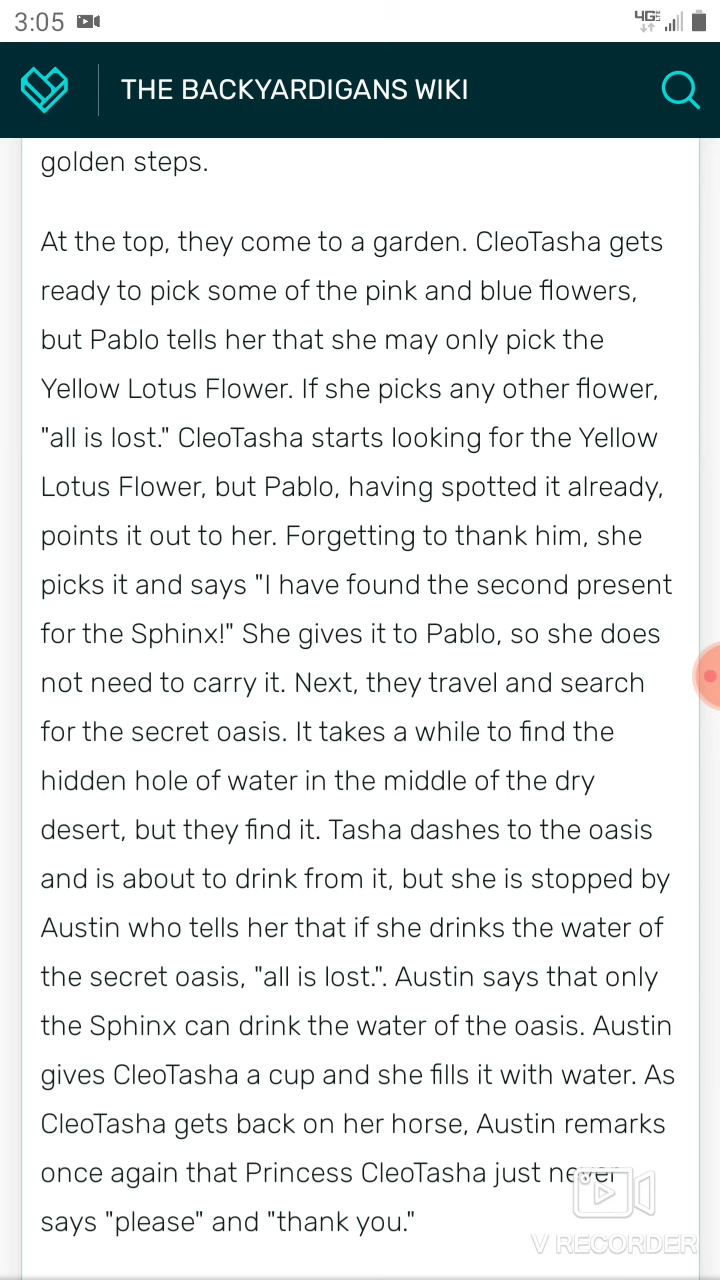 3:05
4GE
THE BACKYARDIGANS WIKI
golden steps.
At the top, they come to a garden. CleoTasha gets
ready to pick some of the pink and blue flowers,
but Pablo tells her that she may only pick the
Yellow Lotus Flower. If she picks any other flower,
"all is lost." CleoTasha starts looking for the Yellow
Lotus Flower, but Pablo, having spotted it already,
points it out to her. Forgetting to thank him, she
picks it and says "I have found the second present
for the Sphinx!" She gives it to Pablo, so she does
not need to carry it. Next, they travel and search
for the secret oasis. It takes a while to find the
hidden hole of water in the middle of the dry
desert, but they find it. Tasha dashes to the oasis
and is about to drink from it, but she is stopped by
Austin who tells her that if she drinks the water of
the secret oasis, "all is lost.". Austin says that only
the Sphinx can drink the water of the oasis. Austin
gives CleoTasha a cup and she fills it with water. As
CleoTasha gets back on her horse, Austin remarks
once again that Princess CleoTasha just never
says "please" and "thank you."
V RECORDER